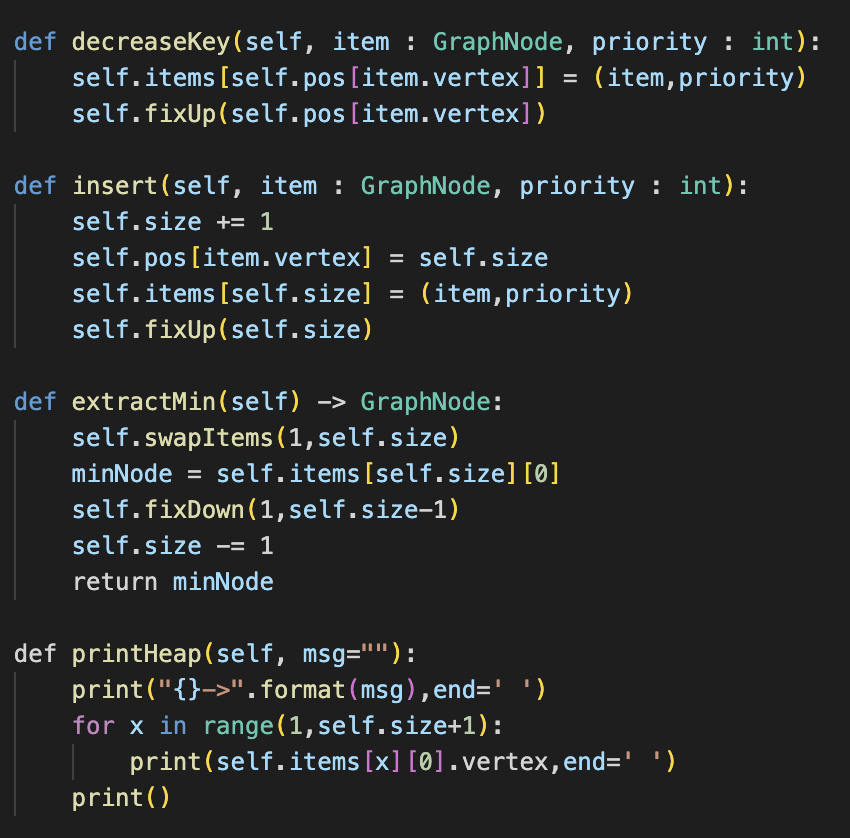 def decreaseKey(self, item : GraphNode, priority : int):
    self.items[self.pos[item.vertex]] = (item,priority)
    self.fixUp(self.pos[item.vertex])

def insert(self, item : GraphNode, priority : int):
    self.size += 1
    self.pos[item.vertex] = self.size
    self.items[self.size] = (item,priority)
    self.fixUp(self.size)

def extractMin(self) -> GraphNode:
    self.swapItems(1,self.size)
    minNode = self.items[self.size][0]
    self.fixDown(1,self.size-1)
    self.size -= 1
    return minNode

def printHeap(self, msg=""):
    print("{}->".format(msg),end=' ')
    for x in range(1,self.size+1):
        print(self.items[x][0].vertex,end=' ')
    print()